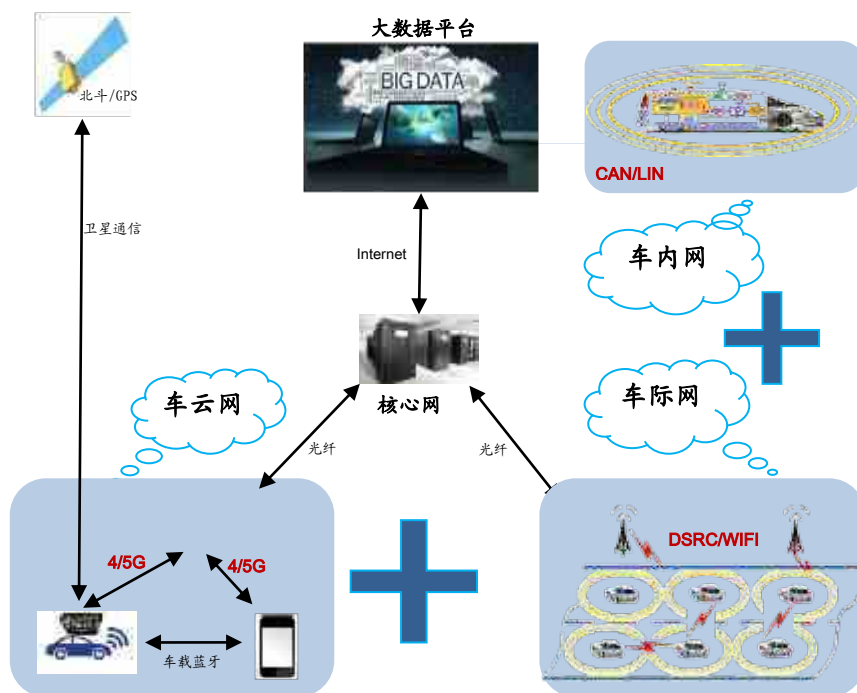 大数据平台
北斗/GPS
BIG DATA
CAN/LIN
卫星通信
Internet
车内网
车际网
车云网
核心网
光纤
光纤
DSRC/WIFI
4/5G
4/5G
车载蓝牙